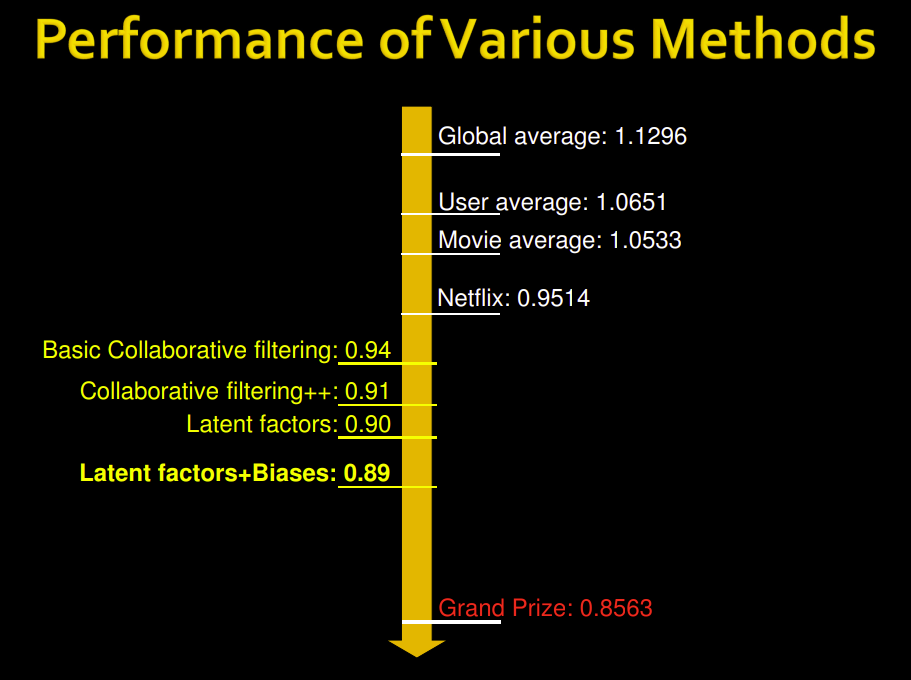 Performance of Various Methods
Global average: 1.1296
User average: 1.0651
Movie average: 1.0533
Netflix: 0.9514
Basic Collaborative filtering: 0.94
Collaborative filtering++: 0.91
Latent factors: 0.90
Latent factors+Biases: 0.89
Grand Prize: 0.8563